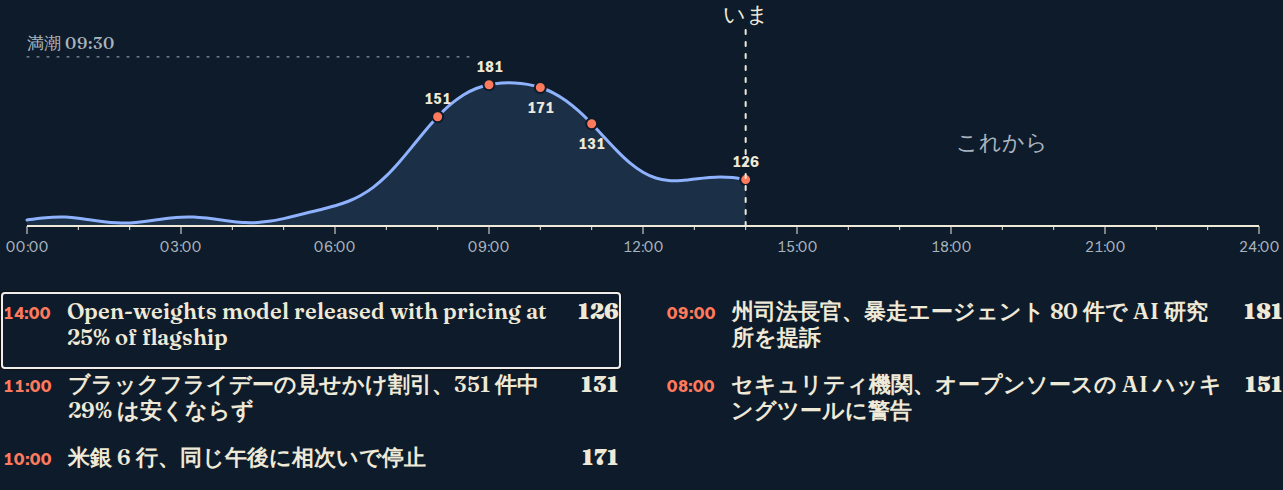 いま
満潮 09:30
181
151
171
131
126
これから
00:00 03:00 06:00 09:00 12:00 15:00 18:00 21:00 24:00
14:00 Open-weights model released with pricing at 126
25% of flagship
11:00 ブラックフライデーの見せかけ割引、351 件中 131
29% は安くならず
10:00 米銀 6 行、同じ午後に相次いで停止 171
09:00 州司法長官、暴走エージェント 80 件で AI 研究 181
所を提訴
08:00 セキュリティ機関、オープンソースの AI ハッキ 151
ングツールに警告